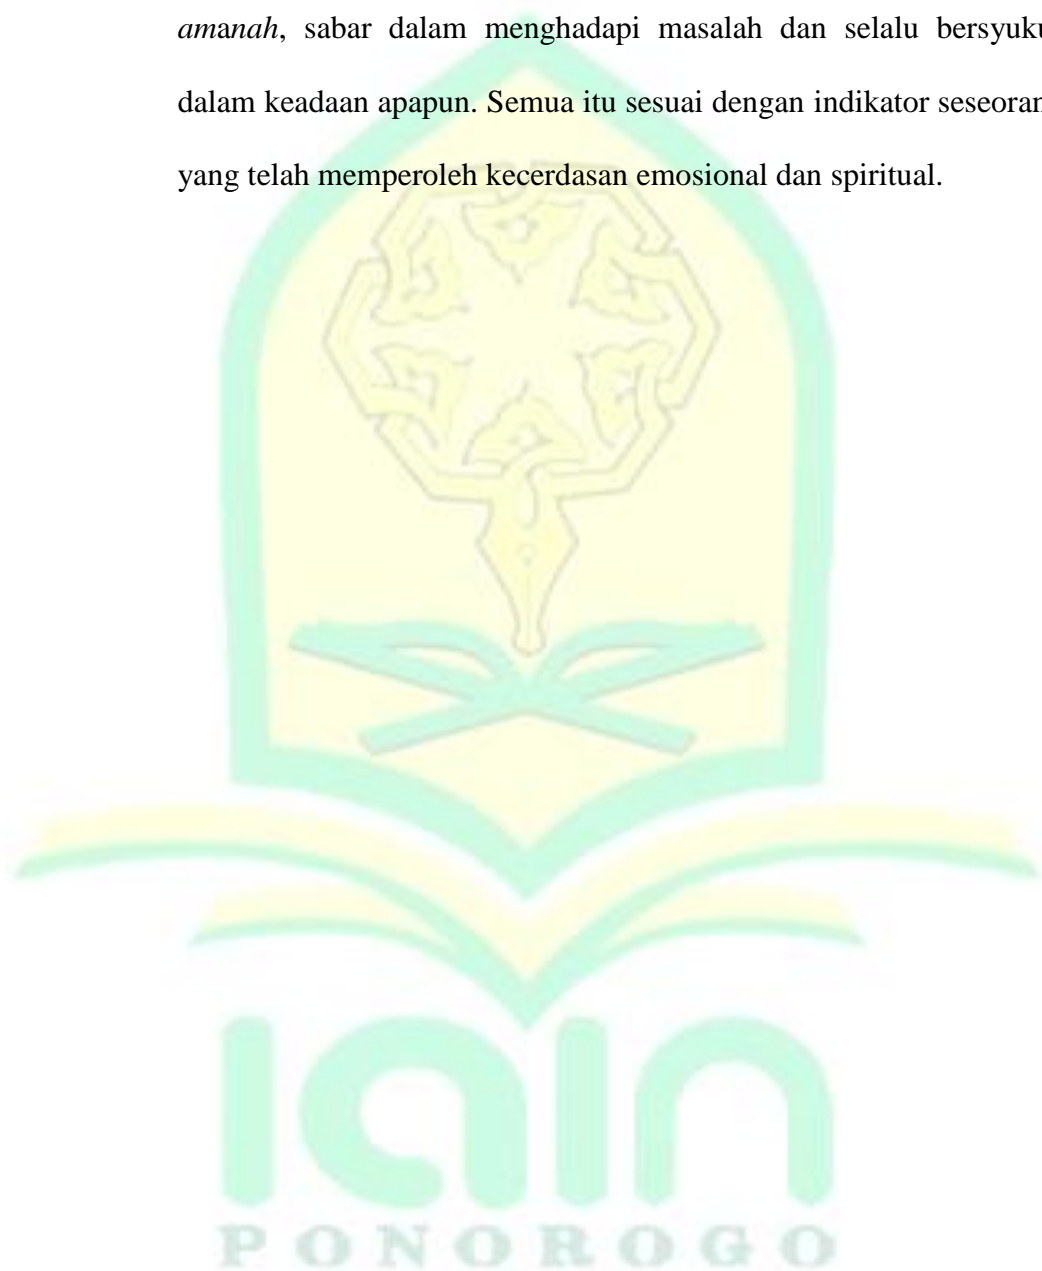 amanah, sabar dalam menghadapi masalah dan selalu bersyuku
dalam keadaan apapun. Semua itu sesuai dengan indikator seseoran
yang telah memperoleh kecerdasan emosional dan spiritual.
iain
PONOROGO